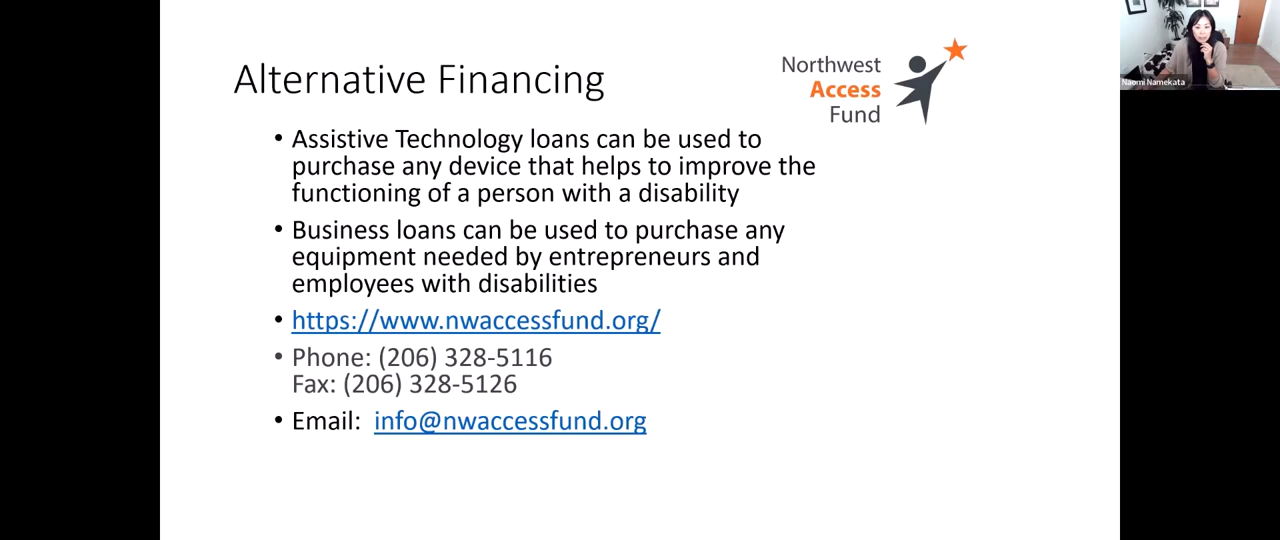 Alternative Financing
Northwest
Access
Fund
• Assistive Technology loans can be used to
purchase any device that helps to improve the
functioning of a person with a disability
• Business loans can be used to purchase any
equipment needed by entrepreneurs and
employees with disabilities
• https://www.nwaccessfund.org/
• Phone: (206) 328-5116
Fax: (206) 328-5126
• Email: info@nwaccessfund.org
Naomi Namekata